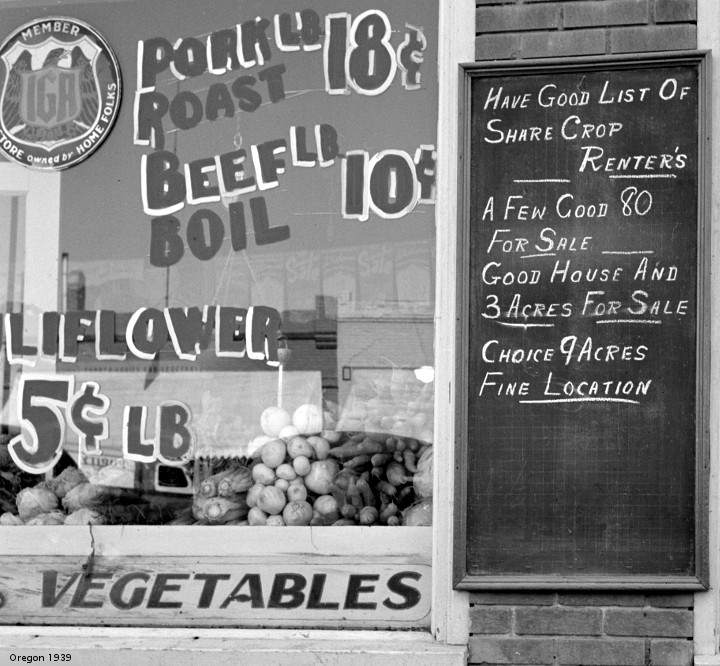 MEMBER
IGA
STORE OWNED BY HOME FOLKS
PORK LB 18¢
ROAST
BEEF LB 10¢
BOIL
LIFLOWER
5¢ LB
VEGETABLES
HAVE GOOD LIST OF
SHARE CROP
RENTER'S
A FEW GOOD 80
FOR SALE
GOOD HOUSE AND
3 ACRES FOR SALE
CHOICE 9 ACRES
FINE LOCATION
Oregon 1939